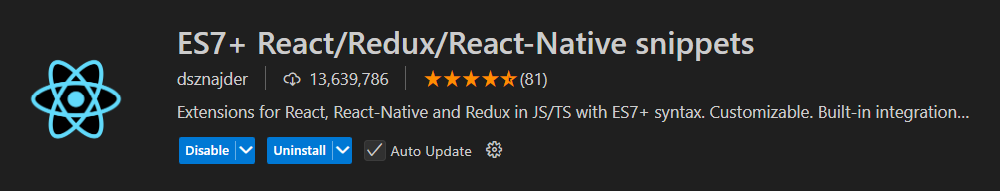 ES7+ React/Redux/React-Native snippets
dsznajder 13,639,786 (81)
Extensions for React, React-Native and Redux in JS/TS with ES7+ syntax. Customizable. Built-in integration...
Disable Uninstall Auto Update